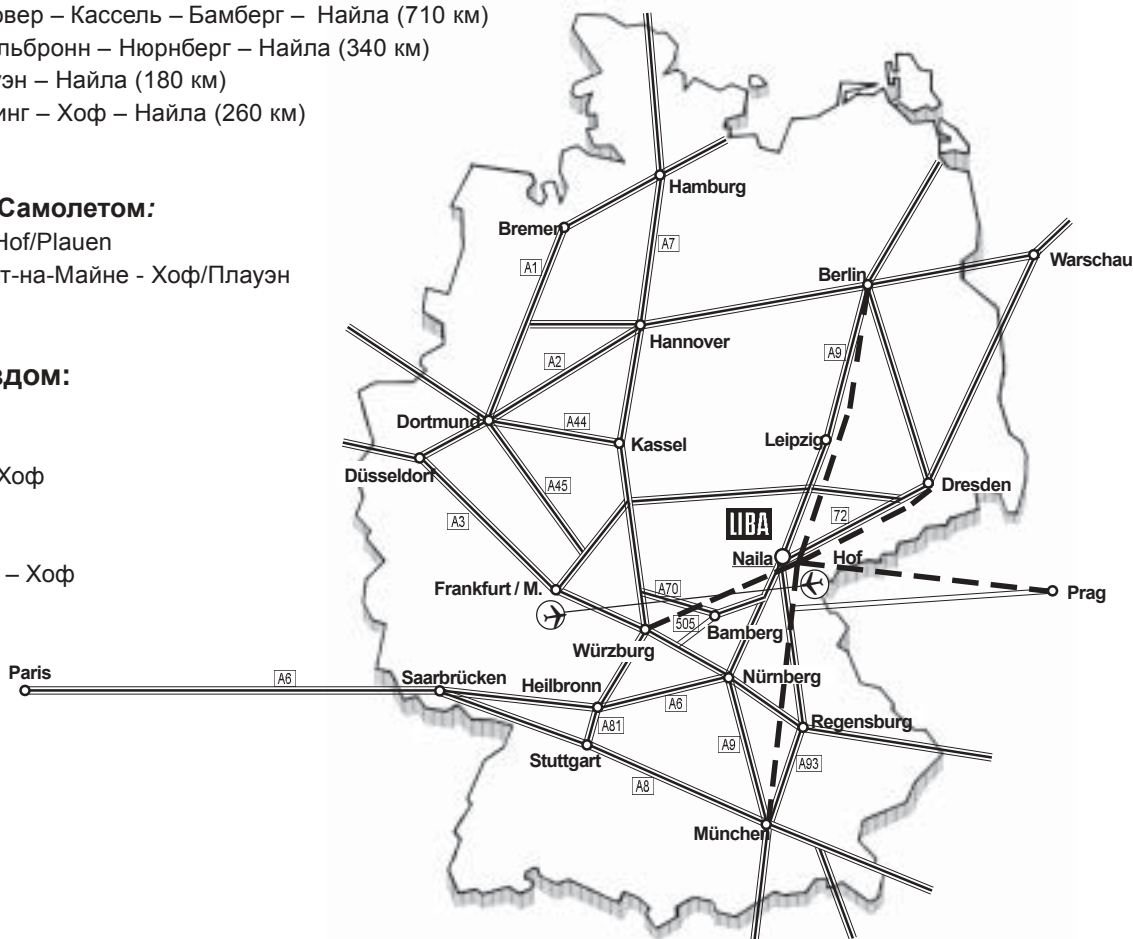 овер – Кассель – Бамберг – Найла (710 км)
льбронн – Нюрнберг – Найла (340 км)
уэн – Найла (180 км)
инг – Хоф – Найла (260 км)
Самолетом:
Hof/Plauen
т-на-Майне - Хоф/Плауэн
здом:
Хоф
– Хоф
Hamburg
Bremen
A7
A1
Berlin
Warschau
Hannover
A2
A9
Dortmund
A44
Kassel
Leipzig
Düsseldorf
A45
Dresden
A3
LIBA
72
Naila
Hof
Frankfurt / M.
A70
Prag
505
Bamberg
Würzburg
Paris
A6
Saarbrücken
Heilbronn
Nürnberg
A6
A81
Regensburg
Stuttgart
A9
A93
A8
München